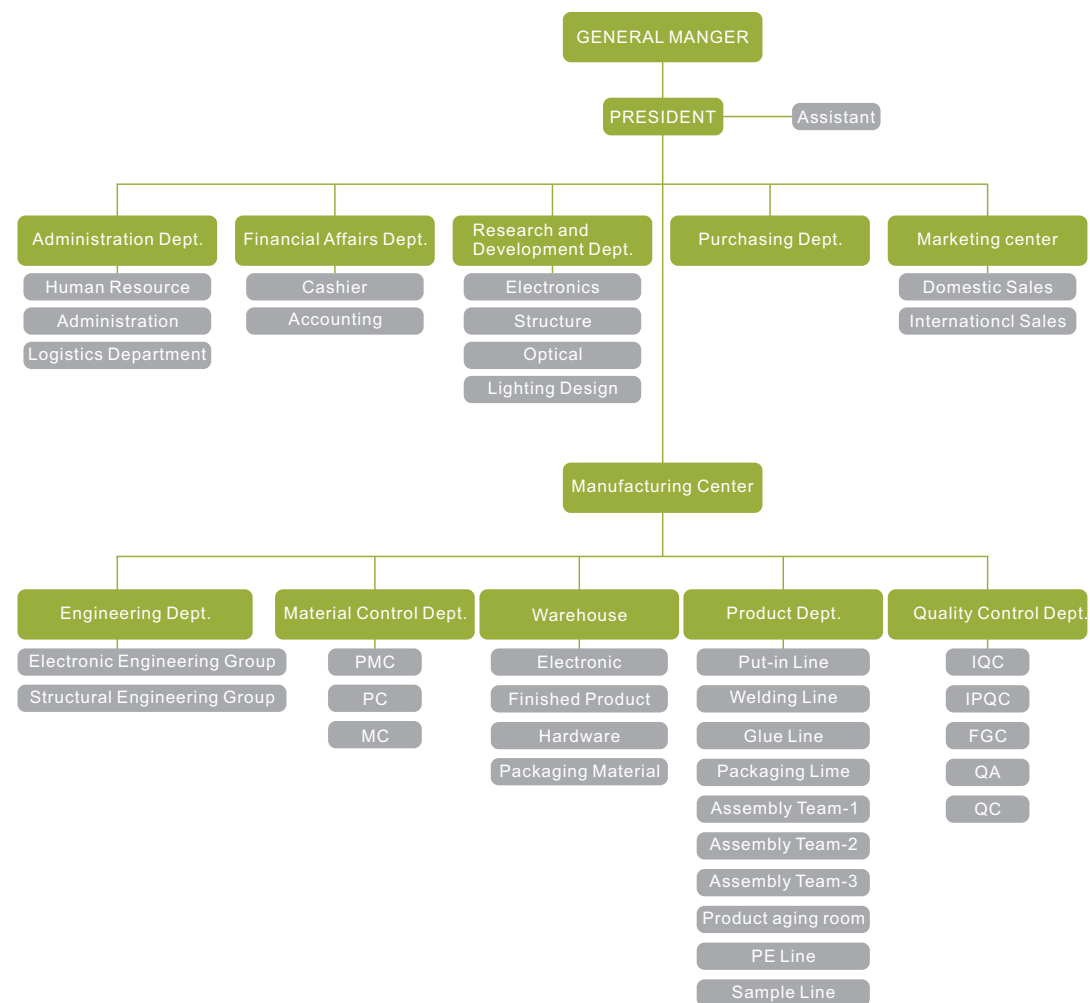 GENERAL MANGER
PRESIDENT
Assistant
Administration Dept.
Financial Affairs Dept.
Research and
Development Dept.
Purchasing Dept.
Marketing center
Human Resource
Administration
Logistics Department
Cashier
Accounting
Electronics
Structure
Optical
Lighting Design
Domestic Sales
Internationcl Sales
Manufacturing Center
Engineering Dept.
Material Control Dept.
Warehouse
Product Dept.
Quality Control Dept.
Electronic Engineering Group
Structural Engineering Group
PMC
PC
MC
Electronic
Finished Product
Hardware
Packaging Material
Put-in Line
Welding Line
Glue Line
Packaging Lime
Assembly Team-1
Assembly Team-2
Assembly Team-3
Product aging room
PE Line
Sample Line
IQC
IPQC
FGC
QA
QC